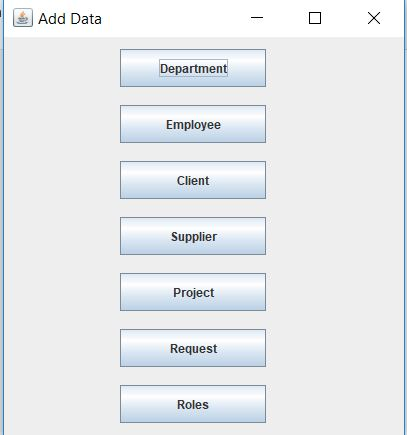 Add Data
Department
Employee
Client
Supplier
Project
Request
Roles